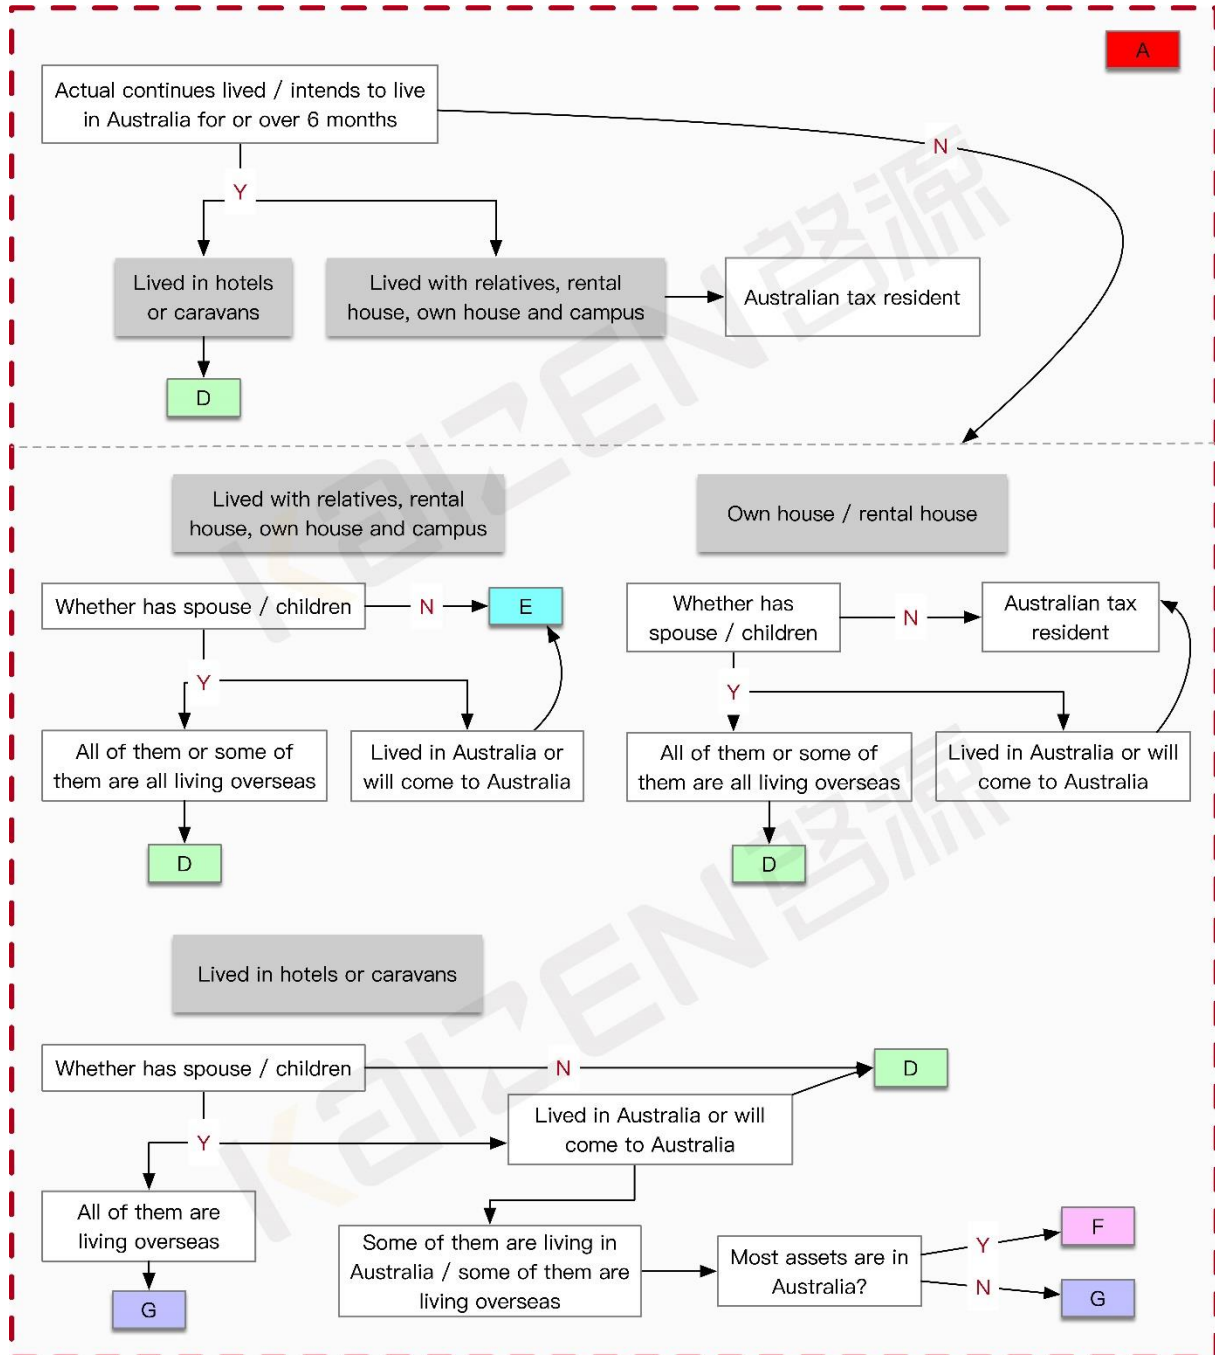 A
Actual continues lived / intends to live
in Australia for or over 6 months
N
Y
Lived in hotels
or caravans
Lived with relatives, rental
house, own house and campus
Australian tax resident
D
Lived with relatives, rental
house, own house and campus
Own house / rental house
Whether has spouse / children
N
E
Whether has
spouse / children
N
Australian tax
resident
Y
Y
All of them or some of
them are all living overseas
Lived in Australia or
will come to Australia
All of them or some of
them are all living overseas
Lived in Australia or will
come to Australia
D
D
Lived in hotels or caravans
Whether has spouse / children
N
D
Lived in Australia or will
come to Australia
Y
All of them are
living overseas
Some of them are living in
Australia / some of them are
living overseas
Most assets are in
Australia?
Y
F
N
G
G
KaIZEN 啓源
KaIZEN 啓源